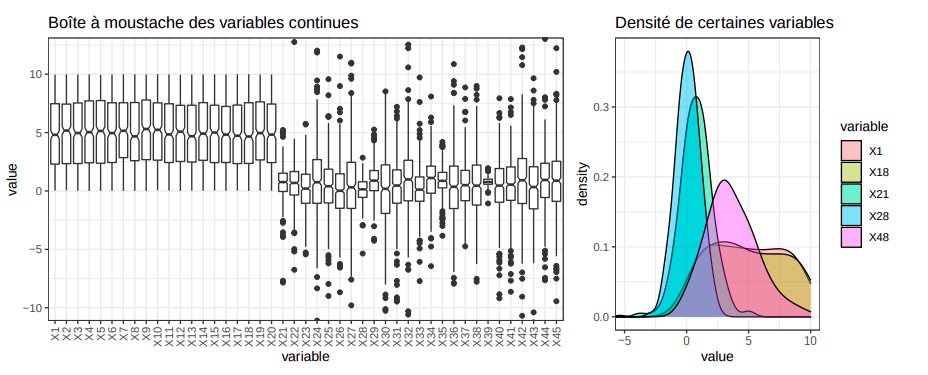 Boîte à moustache des variables continues
value
10
5
0
−5
−10
X1 X2 X3 X4 X5 X6 X7 X8 X9 X10 X11 X12 X13 X14 X15 X16 X17 X18 X19 X20 X21 X22 X23 X24 X25 X26 X27 X28 X29 X30 X31 X32 X33 X34 X35 X36 X37 X38 X39 X40 X41 X42 X43 X44 X45
variable
Densité de certaines variables
density
0.3
0.2
0.1
0.0
−5 0 5 10
value
variable
X1
X18
X21
X28
X48